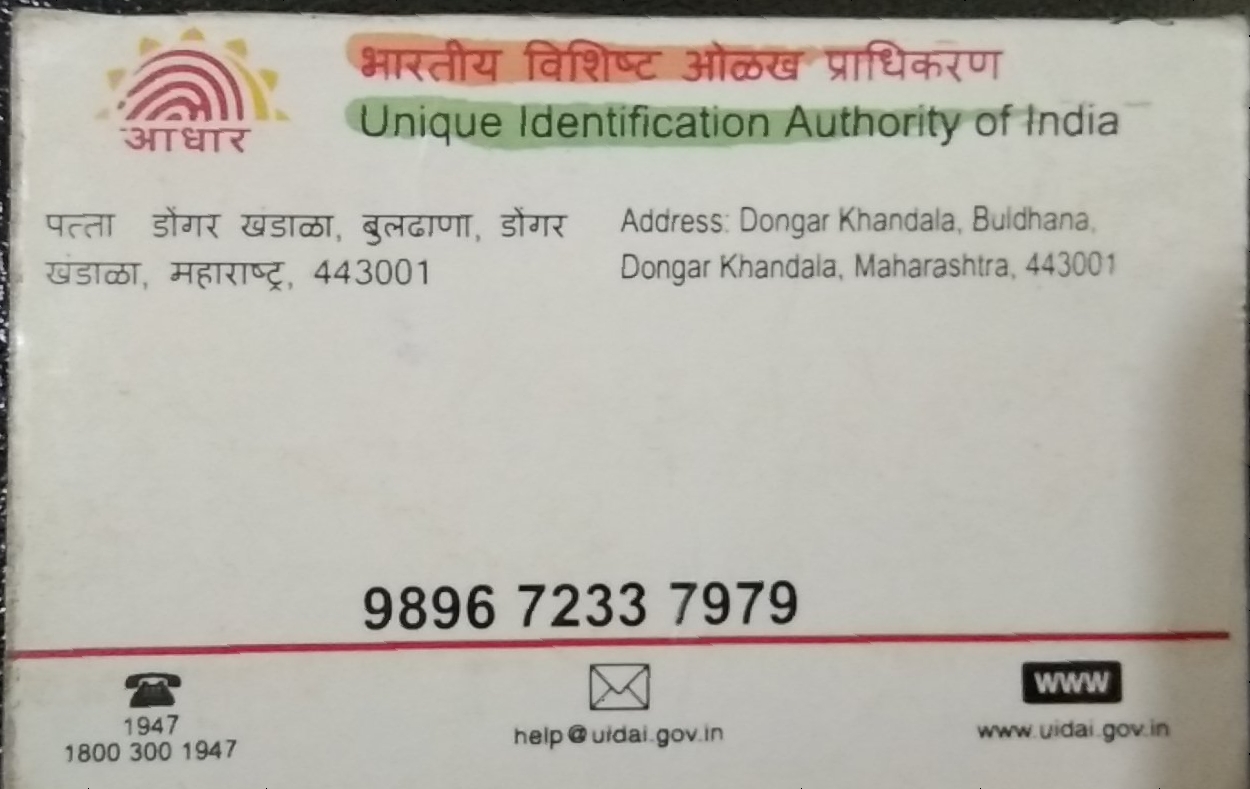 आधार
भारतीय विशिष्ट ओळख प्राधिकरण
Unique Identification Authority of India
पत्ता डोंगर खंडाळा, बुलढाणा, डोंगर
खंडाळा, महाराष्ट्र, 443001
Address: Dongar Khandala, Buldhana,
Dongar Khandala, Maharashtra, 443001
9896 7233 7979
1947
1800 300 1947
help@uidai.gov.in
WWW
www.uidai.gov.in